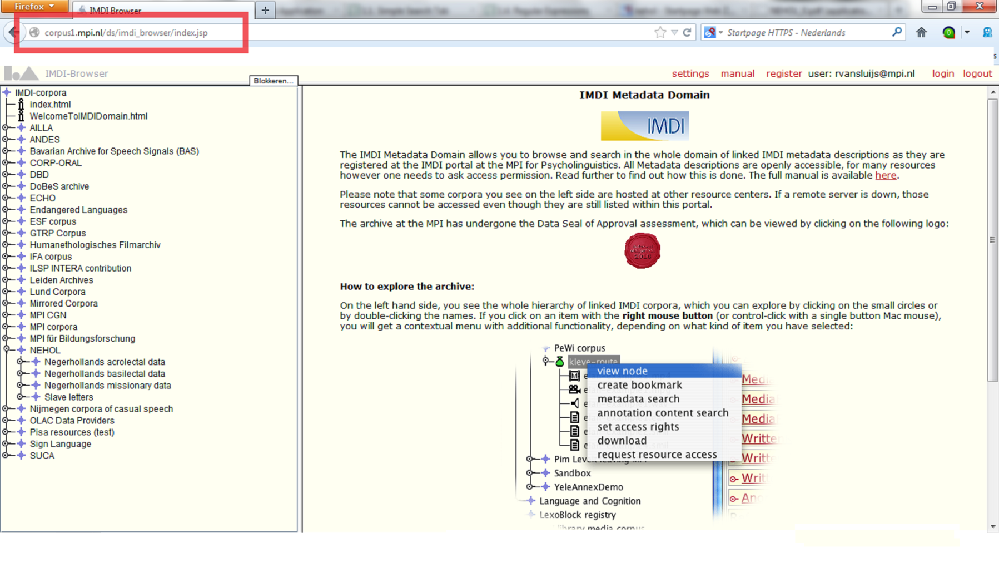 Firefox
IMDI Browser
corpus1.mpi.nl/ds/imdi_browser/index.jsp
Startpage HTTPS - Nederlands
IMDI-Browser
Blokkeren...
settings manual register user: rvansluijs@mpi.nl login logout
IMDI-corpora
index.html
WelcomeToIMDIDomain.html
AILLA
ANDES
Bavarian Archive for Speech Signals (BAS)
CORP-ORAL
DBD
DoBeS archive
ECHO
Endangered Languages
ESF corpus
GTRP Corpus
Humanethologisches Filmarchiv
IFA corpus
ILSP INTERA contribution
Leiden Archives
Lund Corpora
Mirrored Corpora
MPI CGN
MPI corpora
MPI für Bildungsforschung
NEHOL
Negerhollands acrolectal data
Negerhollands basilectal data
Negerhollands missionary data
Slave letters
Nijmegen corpora of casual speech
OLAC Data Providers
Pisa resources (test)
Sign Language
SUCA
IMDI Metadata Domain
IMDI
The IMDI Metadata Domain allows you to browse and search in the whole domain of linked IMDI metadata descriptions as they are
registered at the IMDI portal at the MPI for Psycholinguistics. All Metadata descriptions are openly accessible, for many resources
however one needs to ask access permission. Read further to find out how this is done. The full manual is available here.
Please note that some corpora you see on the left side are hosted at other resource centers. If a remote server is down, those
resources cannot be accessed even though they are still listed within this portal.
The archive at the MPI has undergone the Data Seal of Approval assessment, which can be viewed by clicking on the following logo:
How to explore the archive:
On the left hand side, you see the whole hierarchy of linked IMDI corpora, which you can explore by clicking on the small circles or
by double-clicking the names. If you click on an item with the right mouse button (or control-click with a single button Mac mouse),
you will get a contextual menu with additional functionality, depending on what kind of item you have selected:
PeWi corpus
kleve-route
view node
create bookmark
metadata search
annotation content search
set access rights
download
request resource access
Pim Levelt
Sandbox
YeleAnnexDemo
Language and Cognition
LexoBlock registry
library media corpus